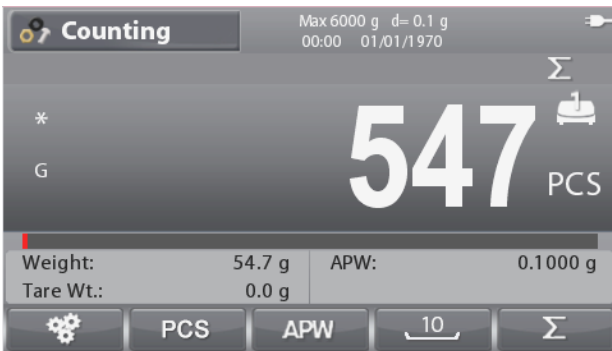 Counting
Max 6000 g d= 0.1 g
00:00 01/01/1970
Σ
1
*
G
547 PCS
Weight: 54.7 g APW: 0.1000 g
Tare Wt.: 0.0 g
PCS APW 10 Σ